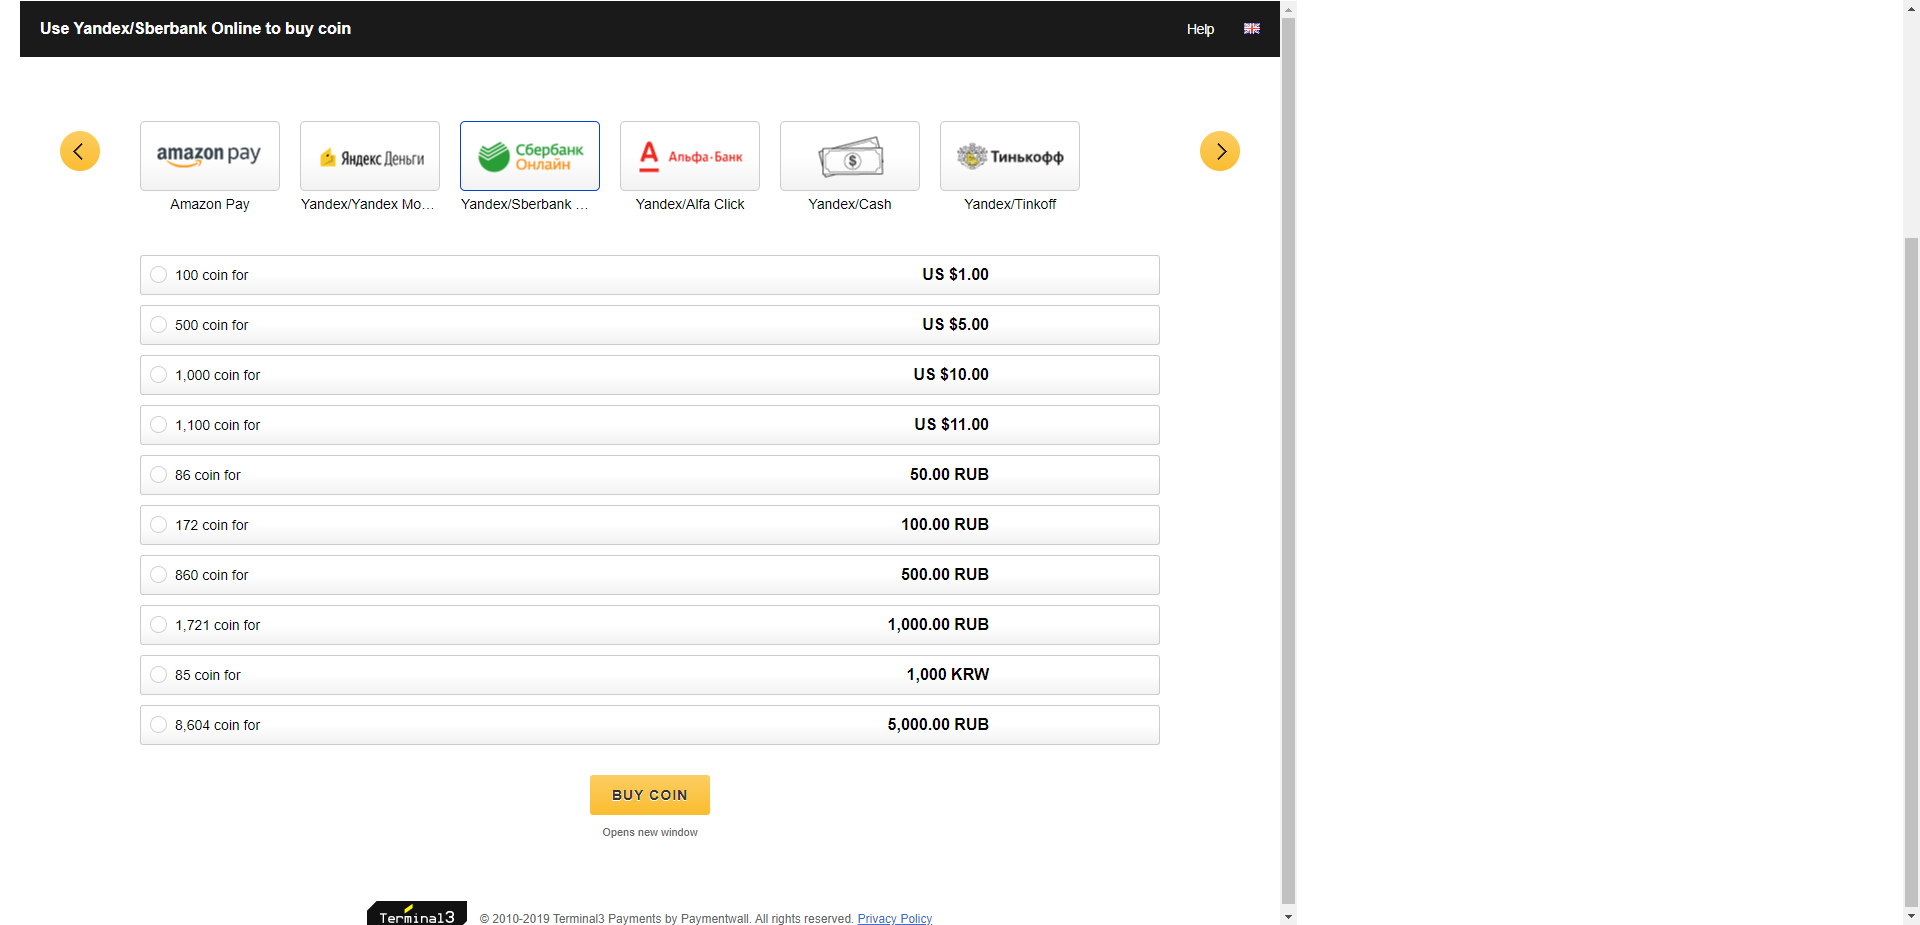 Use Yandex/Sberbank Online to buy coin
Help
amazon pay
Яндекс Деньги
Сбербанк
Онлайн
Альфа·Банк
$
Тинькофф
Amazon Pay
Yandex/Yandex Mo...
Yandex/Sberbank ...
Yandex/Alfa Click
Yandex/Cash
Yandex/Tinkoff
100 coin for US $1.00
500 coin for US $5.00
1,000 coin for US $10.00
1,100 coin for US $11.00
86 coin for 50.00 RUB
172 coin for 100.00 RUB
860 coin for 500.00 RUB
1,721 coin for 1,000.00 RUB
85 coin for 1,000 KRW
8,604 coin for 5,000.00 RUB
BUY COIN
Opens new window
Terminal3
© 2010-2019 Terminal3 Payments by Paymentwall. All rights reserved. Privacy Policy